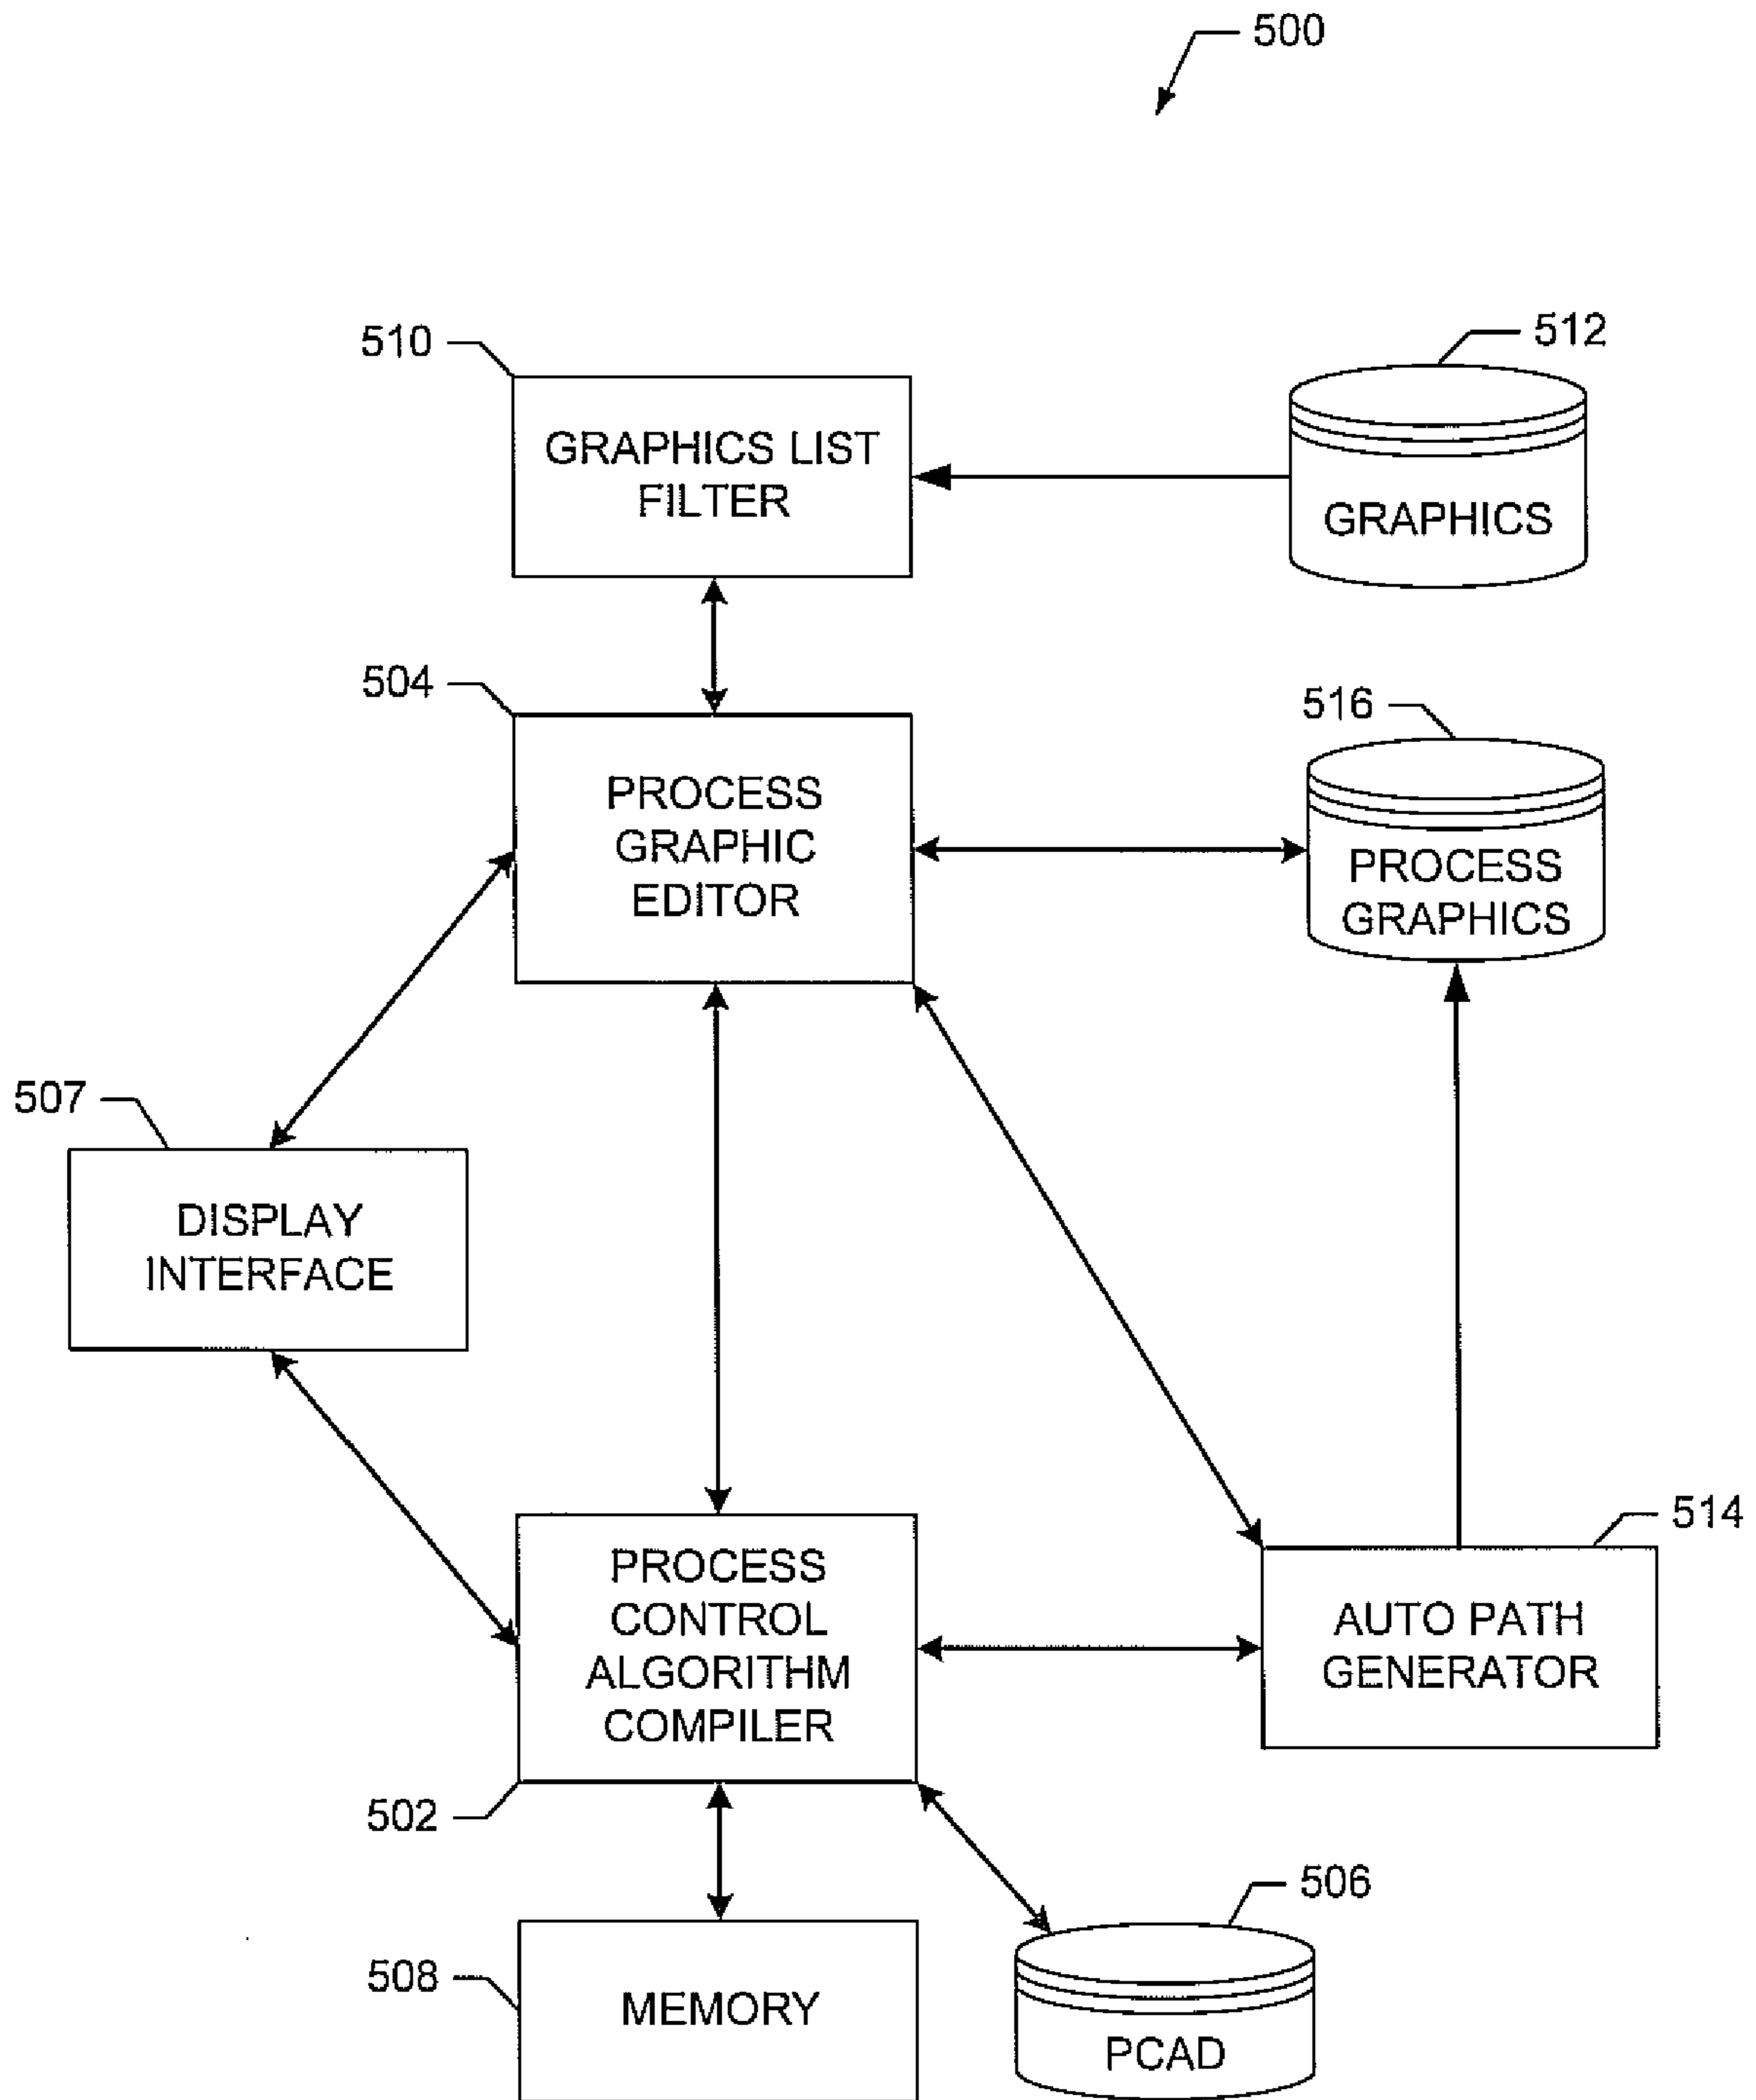 500
510
512
GRAPHICS LIST
FILTER
GRAPHICS
504
516
PROCESS
GRAPHIC
EDITOR
PROCESS
GRAPHICS
507
DISPLAY
INTERFACE
514
PROCESS
CONTROL
ALGORITHM
COMPILER
AUTO PATH
GENERATOR
502
506
508
MEMORY
PCAD